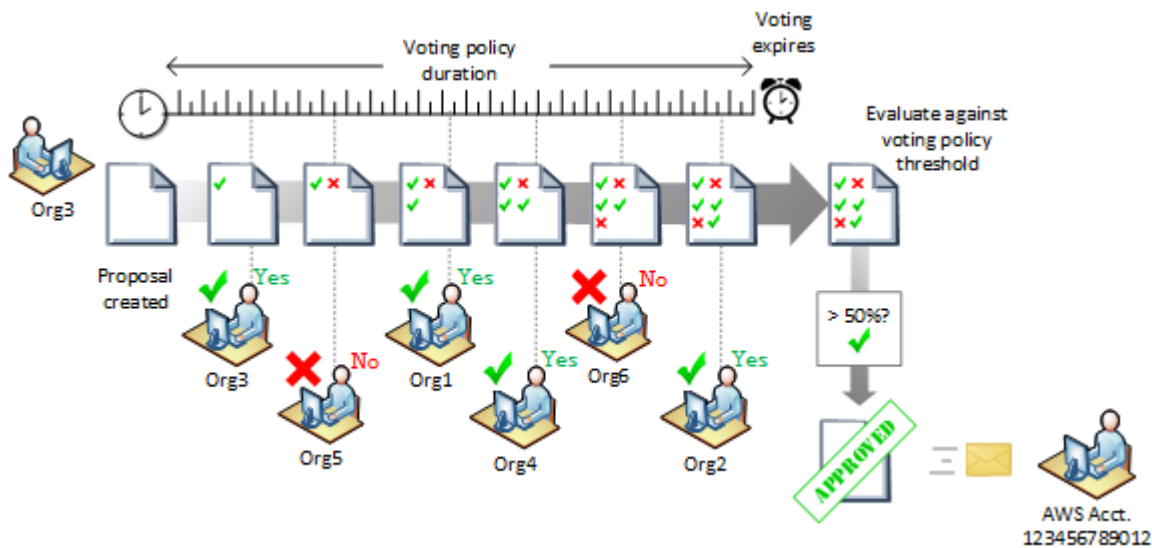 Voting policy
duration
Voting
expires
Evaluate against
voting policy
threshold
Org3
Proposal
created
Yes
Org3
No
Org5
Yes
Org1
Yes
Org4
No
Org6
Yes
Org2
> 50%?
APPROVED
AWS Acct.
123456789012